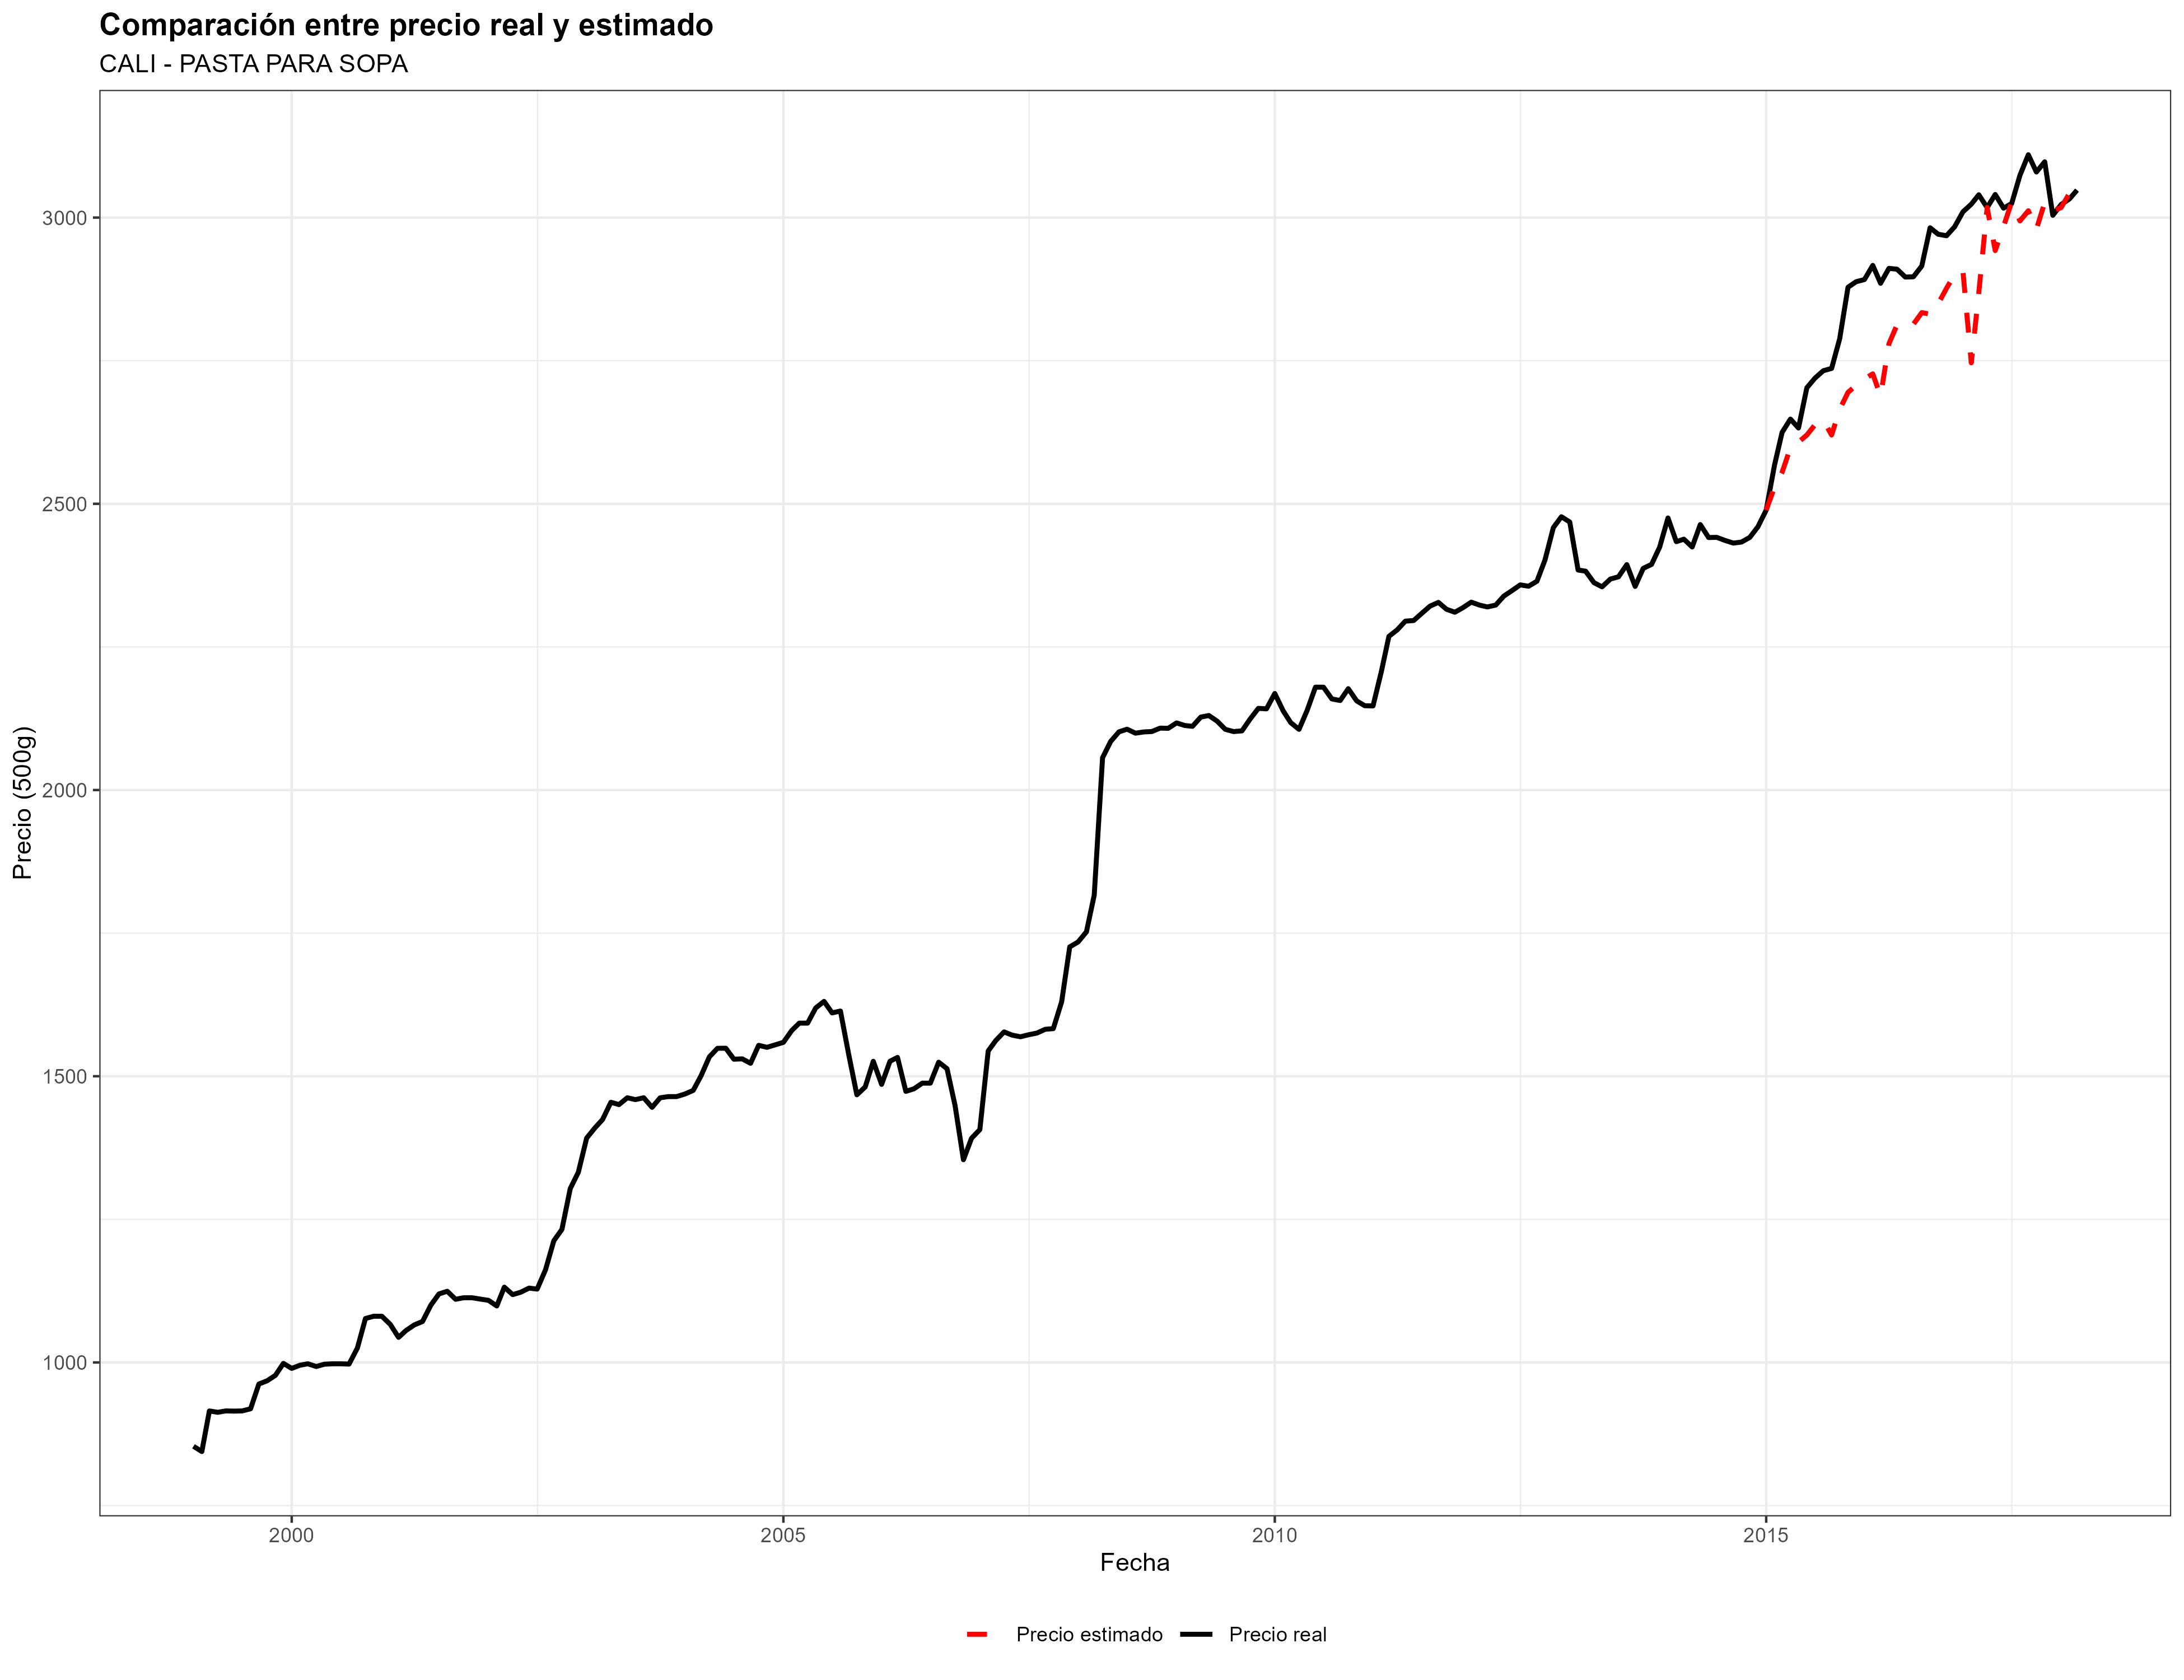 Comparación entre precio real y estimado
CALI - PASTA PARA SOPA
Precio (500g)
3000
2500
2000
1500
1000
2000 2005 2010 2015
Fecha
Precio estimado Precio real